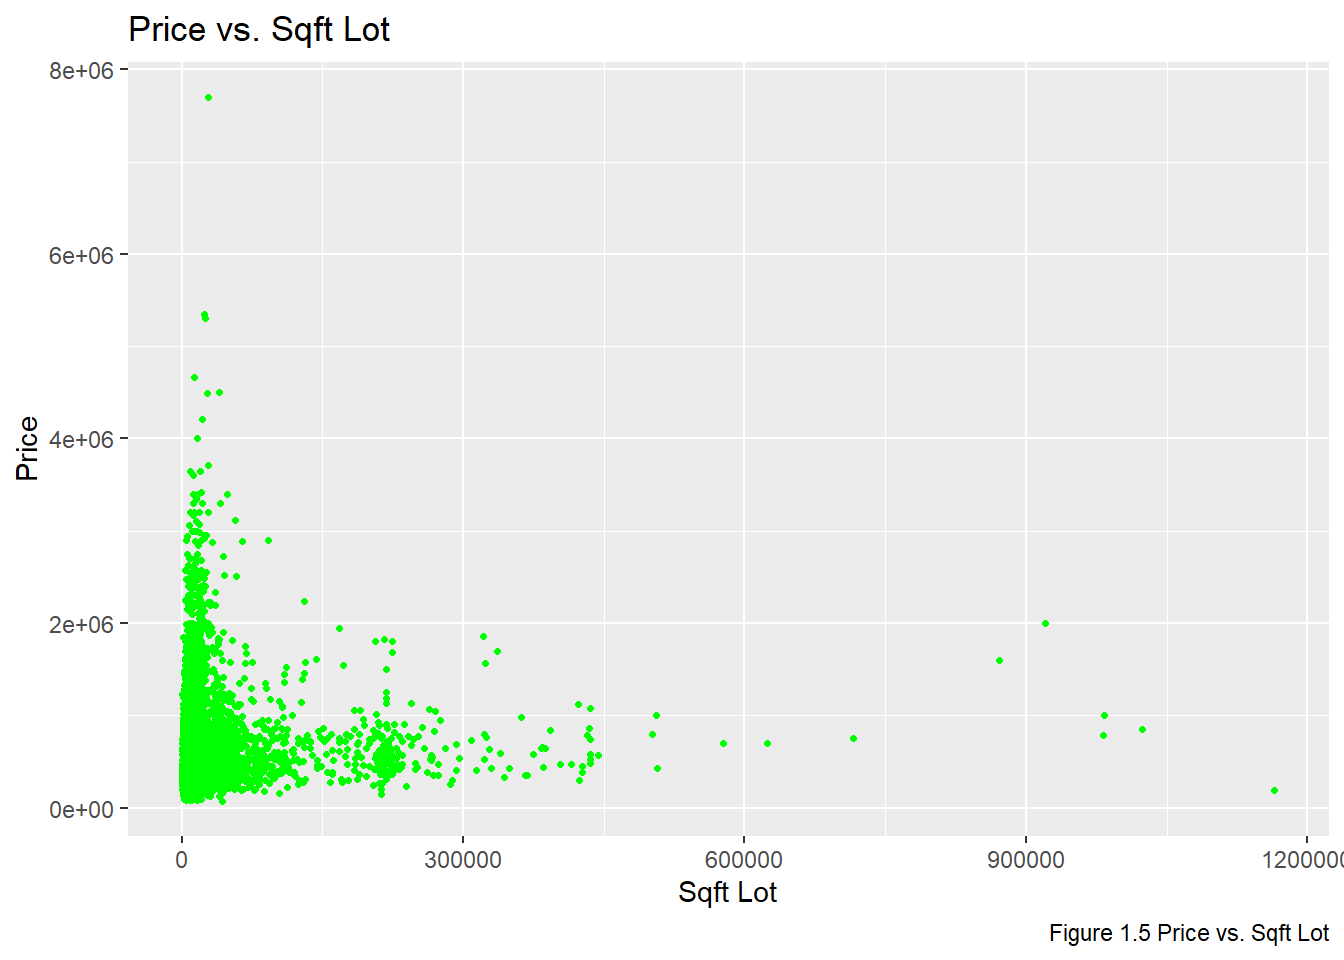 Price vs. Sqft Lot
8e+06
6e+06
4e+06
2e+06
0e+00
Price
0
300000
600000
900000
1200000
Sqft Lot
Figure 1.5 Price vs. Sqft Lot